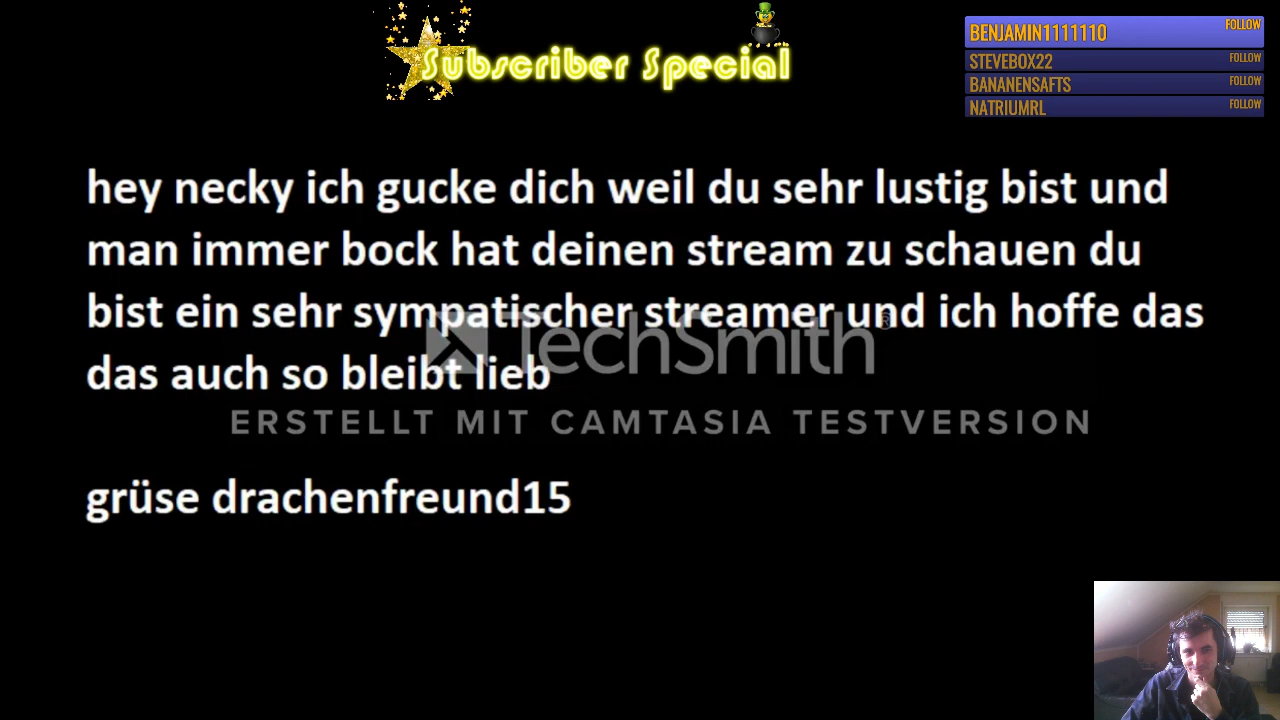 Subscriber Special
BENJAMIN1111110 FOLLOW
STEVEBOX22 FOLLOW
BANANENSAFTS FOLLOW
NATRIUMRL FOLLOW
hey necky ich gucke dich weil du sehr lustig bist und
man immer bock hat deinen stream zu schauen du
bist ein sehr sympatischer streamer und ich hoffe das
das auch so bleibt lieb
TechSmith®
ERSTELLT MIT CAMTASIA TESTVERSION
grüse drachenfreund15